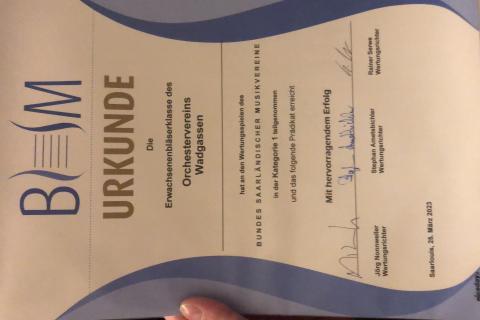 BSM
URKUNDE
Die
Erwachsenenbläserklasse des
Orchestervereins
Wadgassen
hat an den Wertungsspielen des
BUNDES SAARLÄNDISCHER MUSIKVEREINE
in der Kategorie 1 teilgenommen
und das folgende Prädikat erreicht
Mit hervorragendem Erfolg
Jörg Nonnweiler
Wertungsrichter
Stephan Ametsbichler
Wertungsrichter
Rainer Serwe
Wertungsrichter
Saarlouis, 25. März 2023